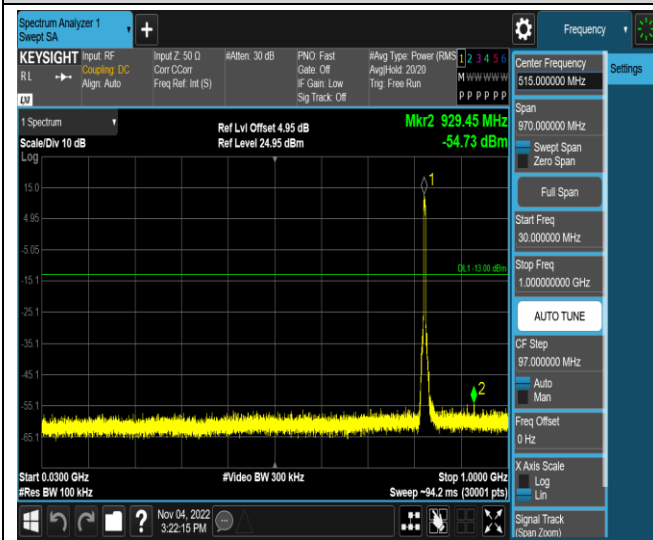 Spectrum Analyzer 1
Swept SA
Frequency
KEYSIGHT
RL
LXI
Input: RF
Coupling: DC
Align: Auto
Input Z: 50 Ω
Corr CCorr
Freq Ref: Int (S)
#Atten: 30 dB
PNO: Fast
Gate: Off
IF Gain: Low
Sig Track: Off
#Avg Type: Power (RMS
Avg|Hold: 20/20
Trig: Free Run
1 2 3 4 5 6
M W W W W W
P P P P P P
1 Spectrum
Scale/Div 10 dB
Log
Ref Lvl Offset 4.95 dB
Ref Level 24.95 dBm
Mkr2 929.45 MHz
-54.73 dBm
15.0
4.95
-5.05
-15.1
-25.1
-35.1
-45.1
-55.1
-65.1
1
DL1 -13.00 dBm
2
Start 0.0300 GHz
#Res BW 100 kHz
#Video BW 300 kHz
Stop 1.0000 GHz
Sweep ~94.2 ms (30001 pts)
?
Nov 04, 2022
3:22:15 PM
Center Frequency
515.000000 MHz
Settings
Span
970.000000 MHz
Swept Span
Zero Span
Full Span
Start Freq
30.000000 MHz
Stop Freq
1.000000000 GHz
AUTO TUNE
CF Step
97.000000 MHz
Auto
Man
Freq Offset
0 Hz
X Axis Scale
Log
Lin
Signal Track
(Span Zoom)